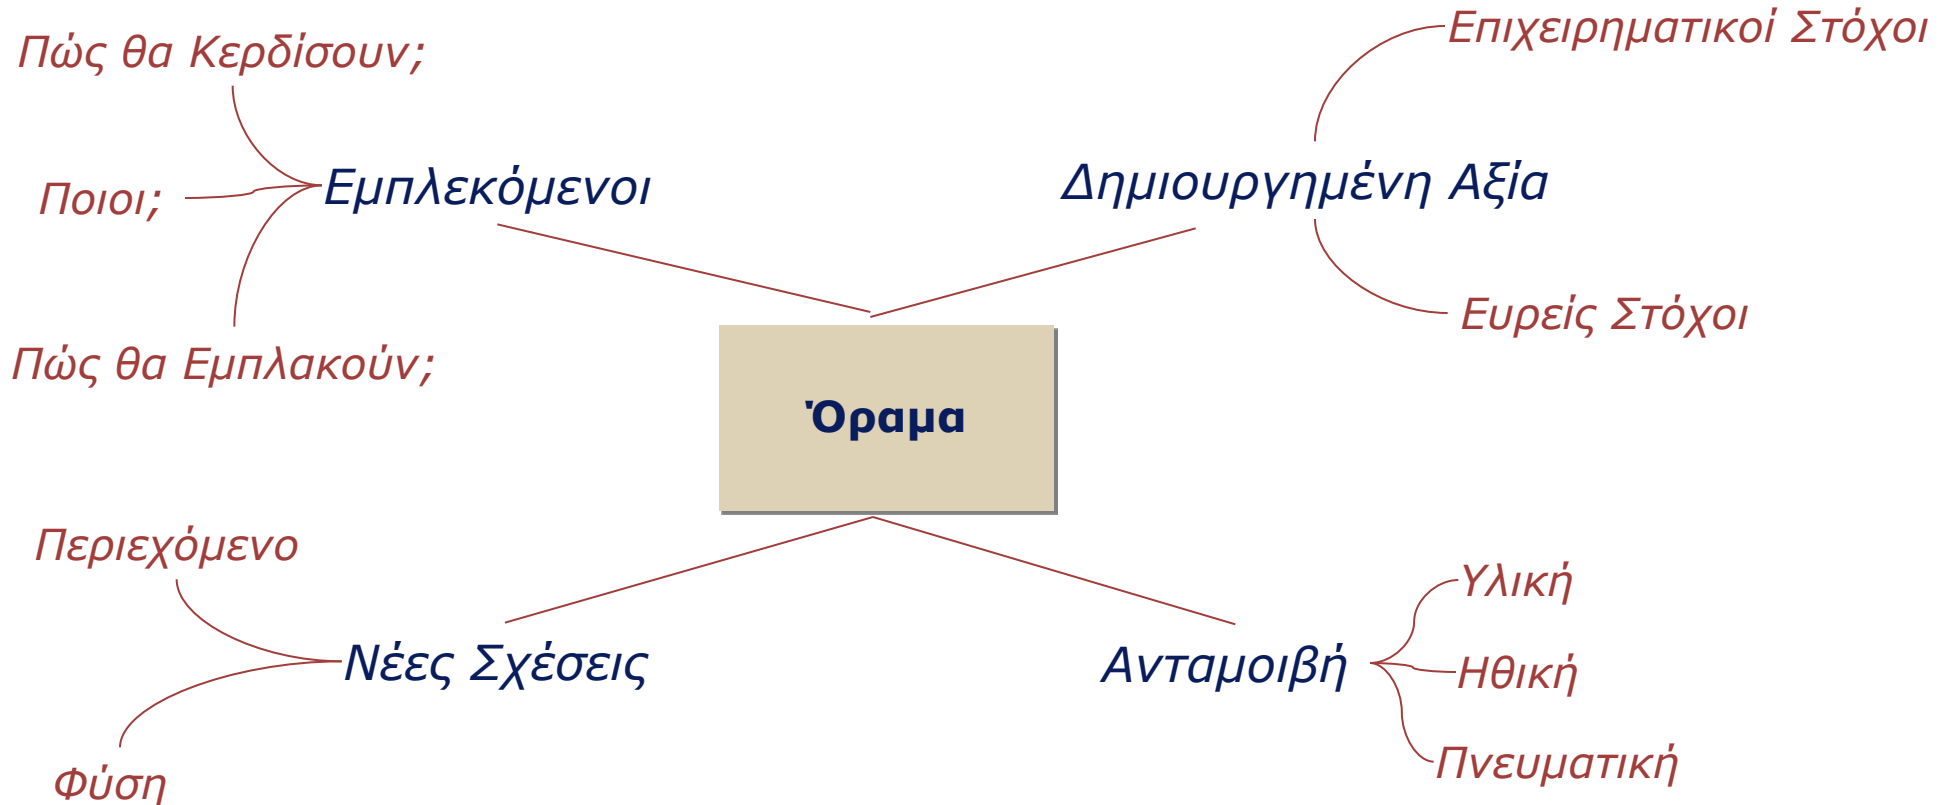 Πώς θα Κερδίσουν;
Επιχειρηματικοί Στόχοι
Ποιοι;
Εμπλεκόμενοι
Δημιουργημένη Αξία
Πώς θα Εμπλακούν;
Ευρείς Στόχοι
Όραμα
Περιεχόμενο
Υλική
Νέες Σχέσεις
Ανταμοιβή
Ηθική
Φύση
Πνευματική